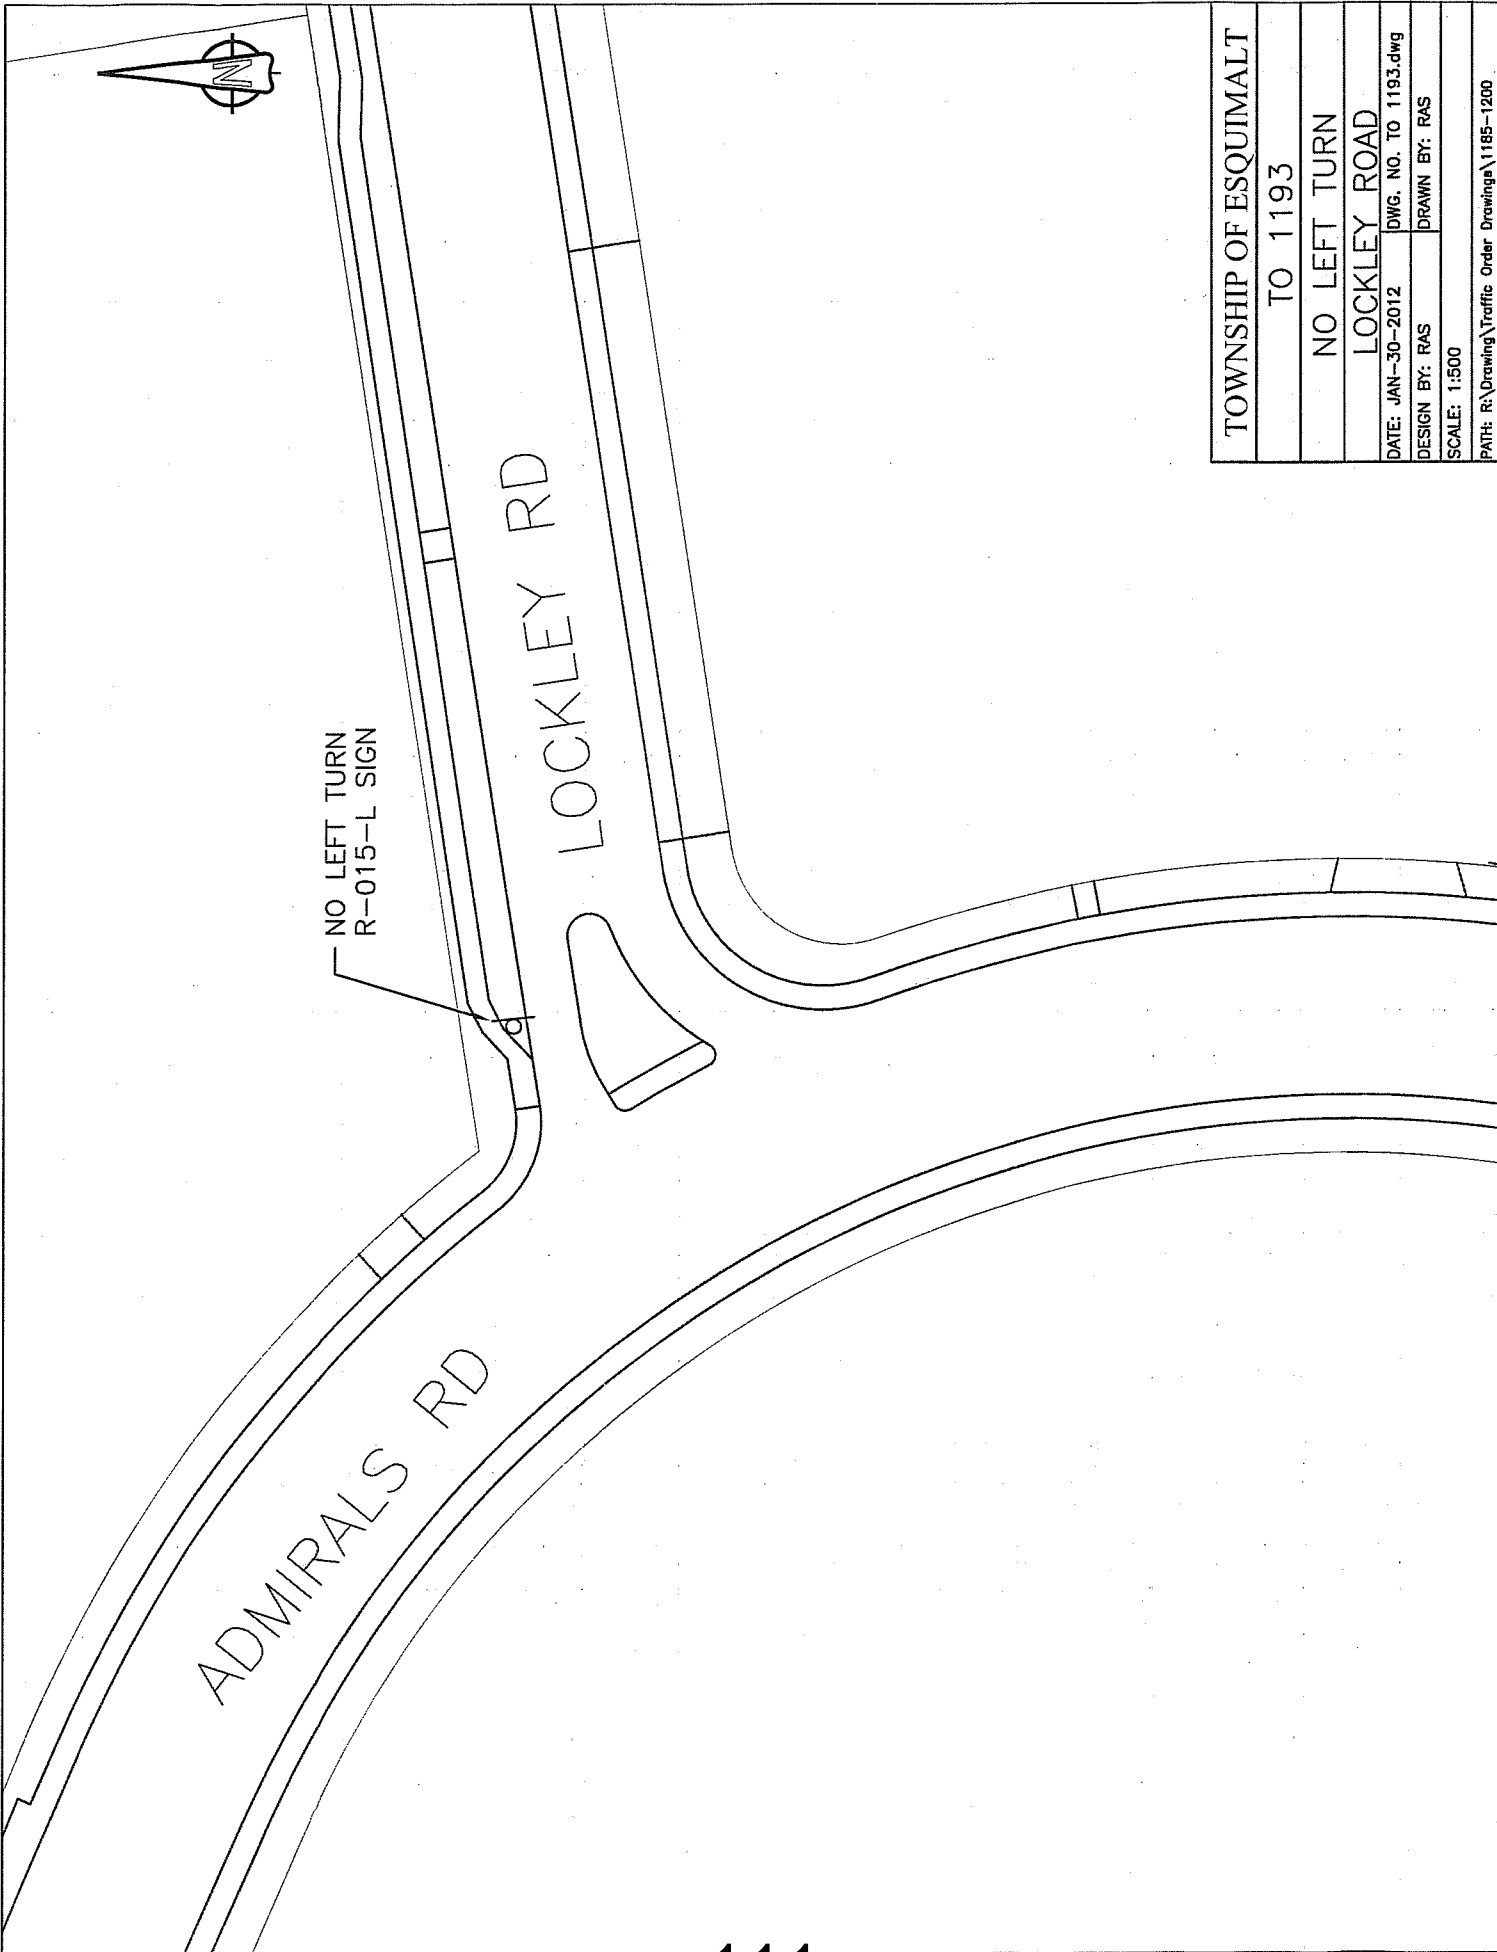 N
NO LEFT TURN
R-015-L SIGN
LOCKLEY RD
ADMIRALS RD
TOWNSHIP OF ESQUIMALT
TO 1193
NO LEFT TURN
LOCKLEY ROAD
DATE: JAN-30-2012 DWG. NO. TO 1193.dwg
DESIGN BY: RAS DRAWN BY: RAS
SCALE: 1:500
PATH: R:\Drawing\Traffic Order Drawings\1185-1200